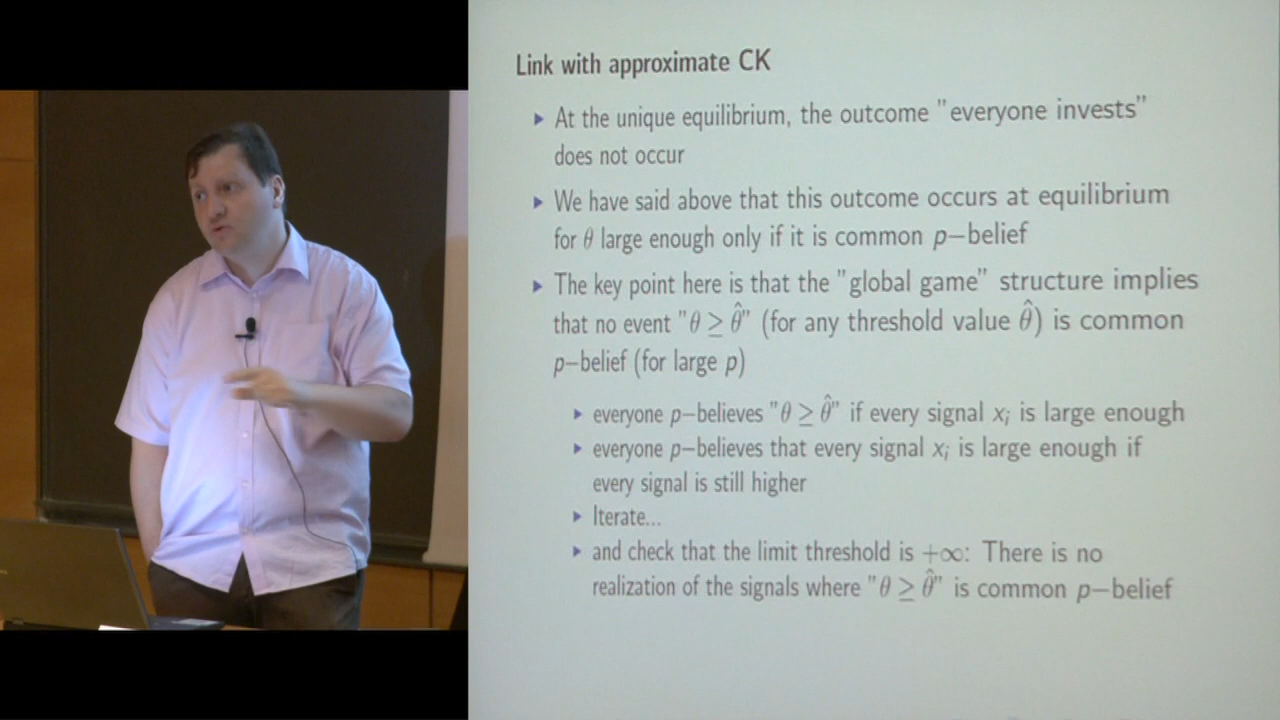 Link with approximate CK
▸ At the unique equilibrium, the outcome "everyone invests"
does not occur
▸ We have said above that this outcome occurs at equilibrium
for θ large enough only if it is common p−belief
▸ The key point here is that the "global game" structure implies
that no event "θ ≥ θ̂" (for any threshold value θ̂) is common
p−belief (for large p)
▸ everyone p−believes "θ ≥ θ̂" if every signal xᵢ is large enough
▸ everyone p−believes that every signal xᵢ is large enough if
every signal is still higher
▸ Iterate...
▸ and check that the limit threshold is +∞: There is no
realization of the signals where "θ ≥ θ̂" is common p−belief